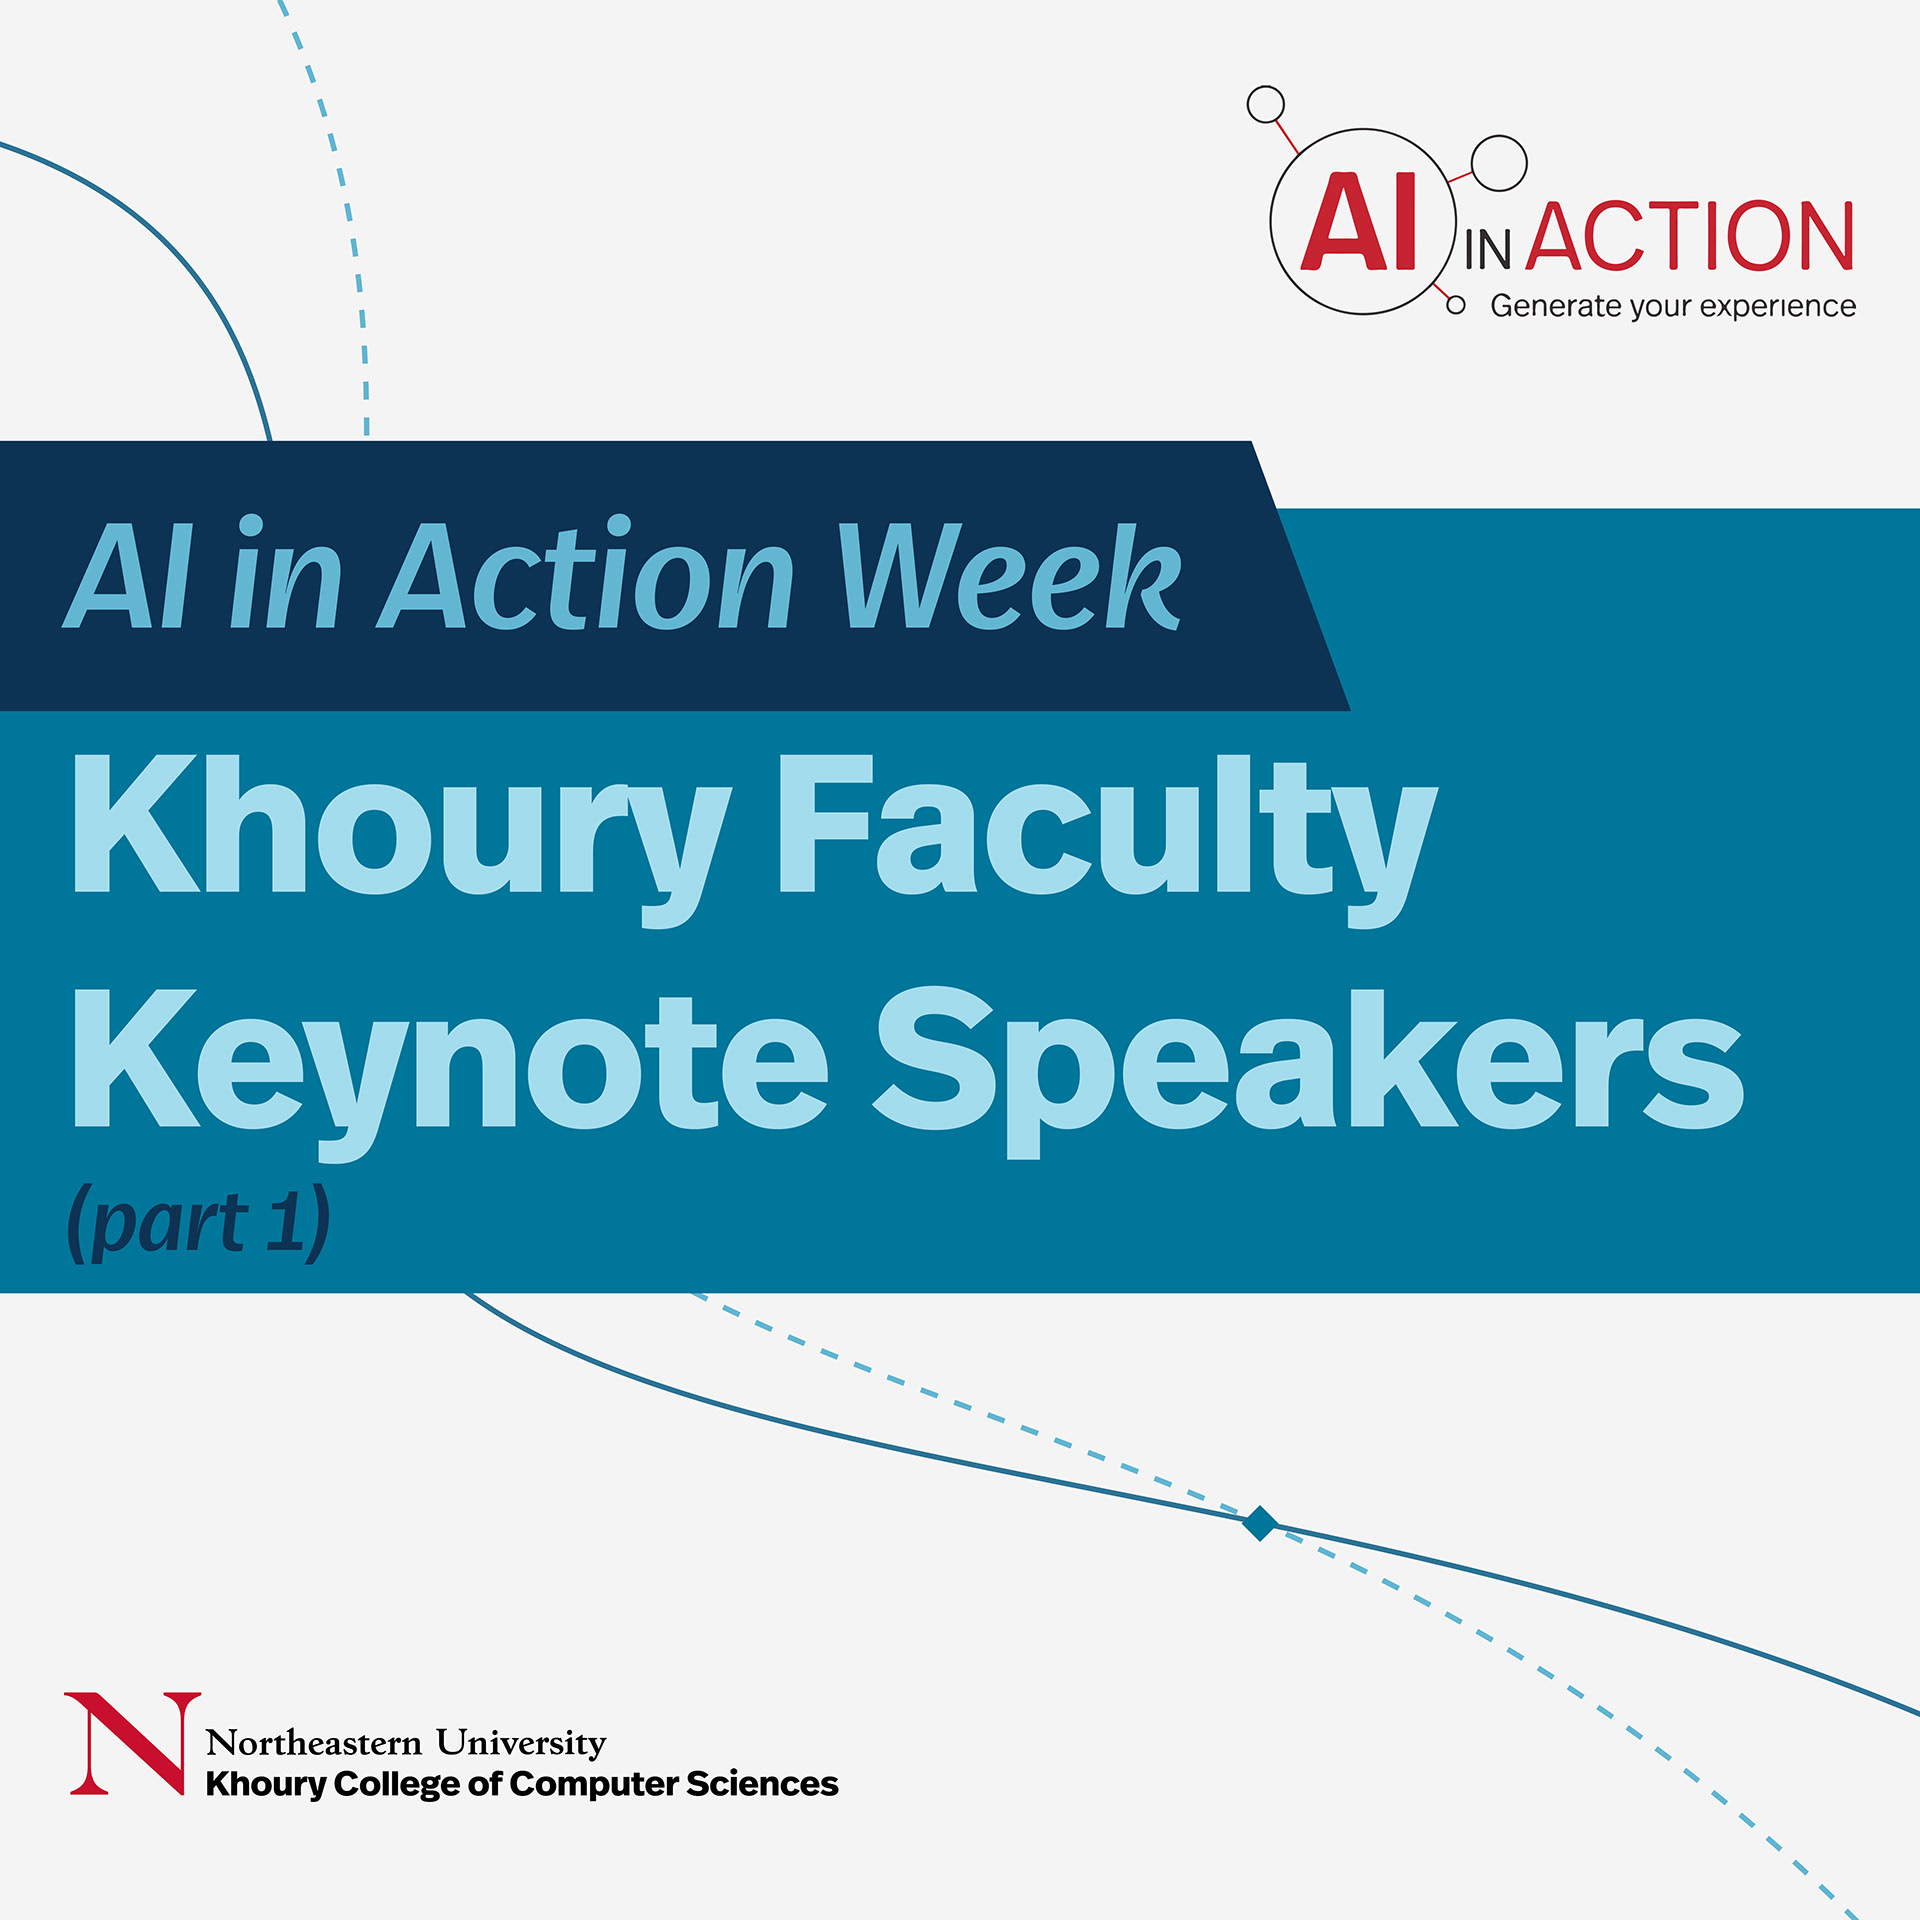 AI IN ACTION
Generate your experience
AI in Action Week
Khoury Faculty
Keynote Speakers
(part 1)
N
Northeastern University
Khoury College of Computer Sciences